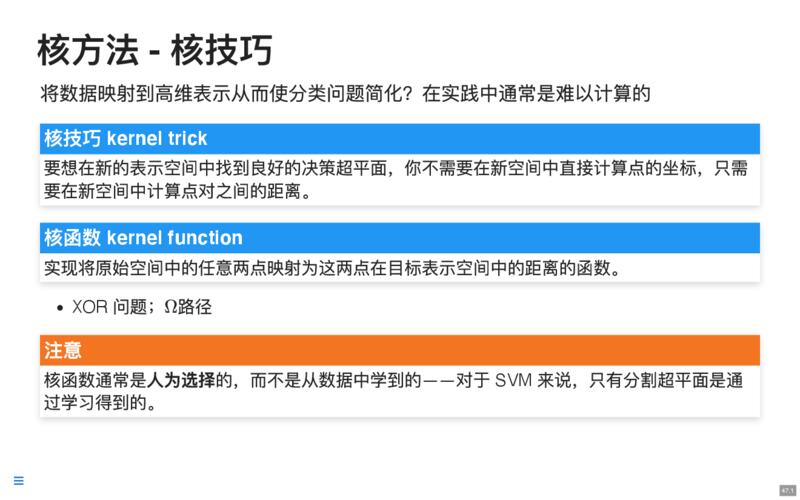 核方法 - 核技巧
将数据映射到高维表示从而使分类问题简化？在实践中通常是难以计算的
核技巧 kernel trick
要想在新的表示空间中找到良好的决策超平面，你不需要在新空间中直接计算点的坐标，只需
要在新空间中计算点对之间的距离。
核函数 kernel function
实现将原始空间中的任意两点映射为这两点在目标表示空间中的距离的函数。
• XOR 问题；Ω路径
注意
核函数通常是人为选择的，而不是从数据中学到的——对于 SVM 来说，只有分割超平面是通
过学习得到的。
47.1